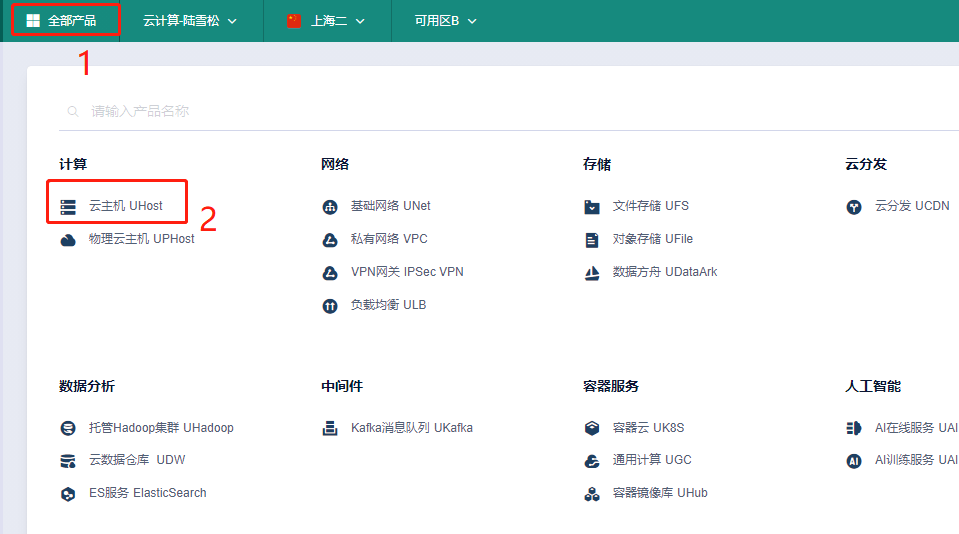 全部产品 云计算-陆雪松 上海二 可用区B
1
请输入产品名称
计算 网络 存储 云分发
云主机 UHost 基础网络 UNet 文件存储 UFS 云分发 UCDN
2
物理云主机 UPHost 私有网络 VPC 对象存储 UFile
VPN网关 IPSec VPN 数据方舟 UDataArk
负载均衡 ULB
数据分析 中间件 容器服务 人工智能
托管Hadoop集群 UHadoop Kafka消息队列 UKafka 容器云 UK8S AI在线服务 UAI
云数据仓库 UDW 通用计算 UGC AI训练服务 UAI
ES服务 ElasticSearch 容器镜像库 UHub